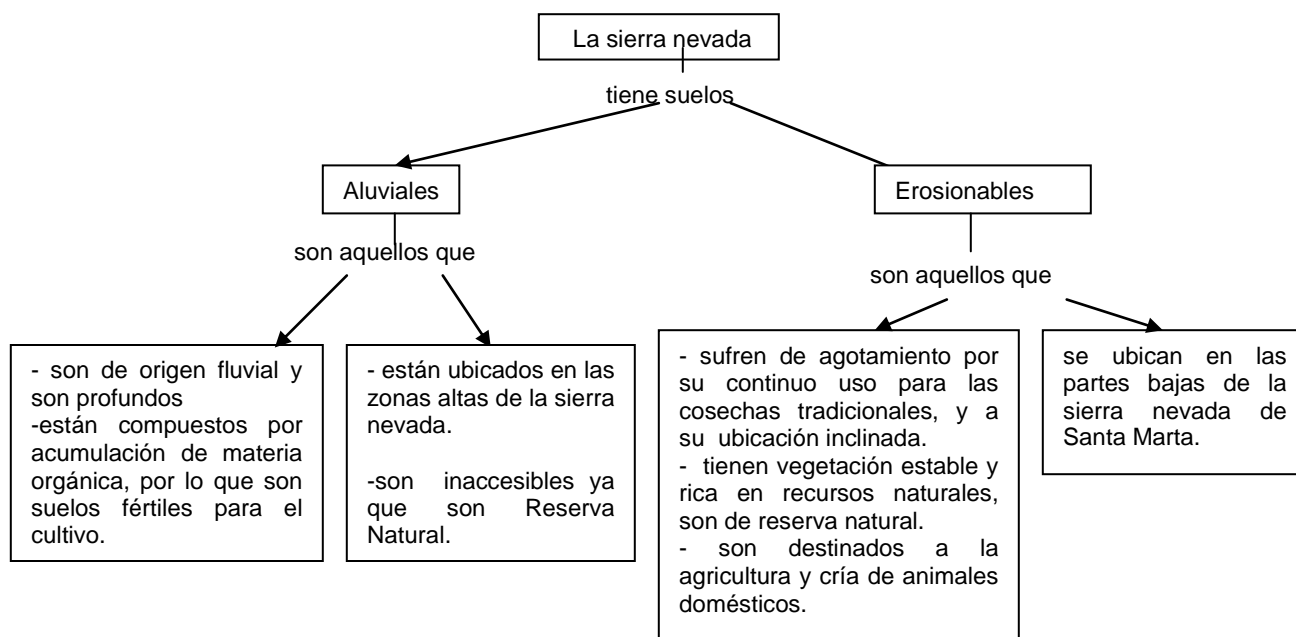 La sierra nevada
tiene suelos
Aluviales
Erosionables
son aquellos que
son aquellos que
- son de origen fluvial y
son profundos
-están compuestos por
acumulación de materia
orgánica, por lo que son
suelos fértiles para el
cultivo.
- están ubicados en las
zonas altas de la sierra
nevada.
-son inaccesibles ya
que son Reserva
Natural.
- sufren de agotamiento por
su continuo uso para las
cosechas tradicionales, y a
su ubicación inclinada.
- tienen vegetación estable y
rica en recursos naturales,
son de reserva natural.
- son destinados a la
agricultura y cría de animales
domésticos.
se ubican en las
partes bajas de la
sierra nevada de
Santa Marta.